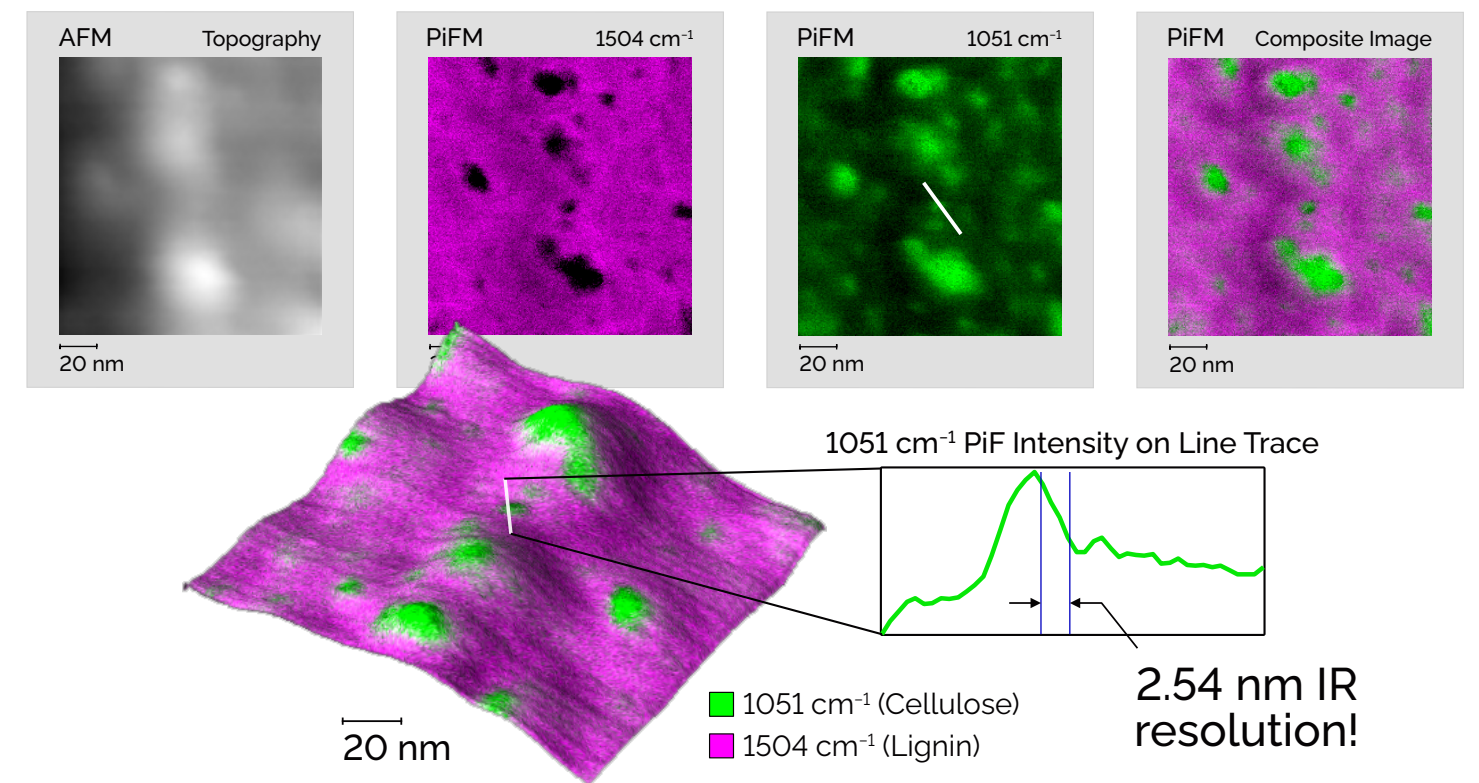 AFM Topography
PiFM 1504 cm⁻¹
PiFM 1051 cm⁻¹
PiFM Composite Image
20 nm
20 nm
20 nm
1051 cm⁻¹ PiF Intensity on Line Trace
2.54 nm IR
resolution!
20 nm
1051 cm⁻¹ (Cellulose)
1504 cm⁻¹ (Lignin)